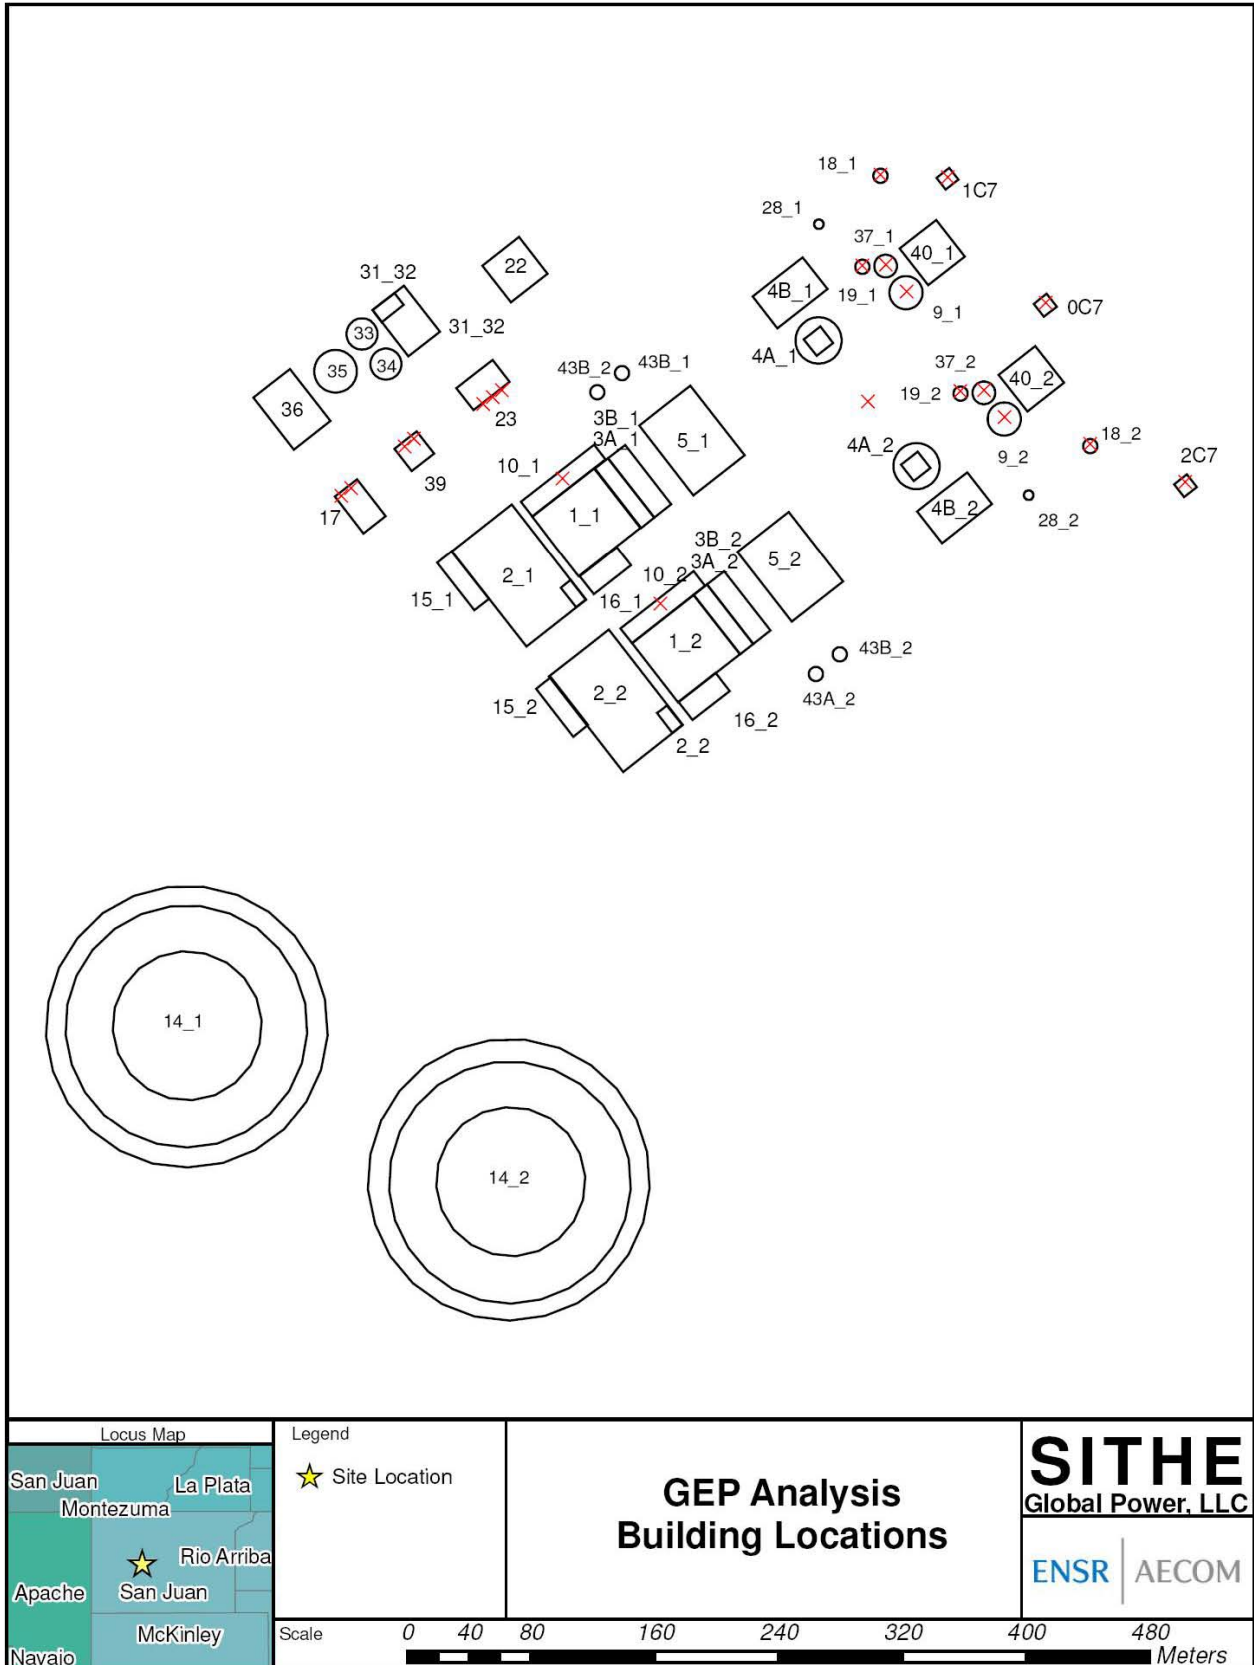 18_1
1C7
28_1
37_1
40_1
22
31_32
4B_1
19_1
9_1
0C7
31_32
33
34
35
4A_1
43B_1
43B_2
37_2
40_2
19_2
36
23
3B_1
3A_1
5_1
4A_2
9_2
18_2
2C7
10_1
39
17
1_1
4B_2
28_2
3B_2
3A_2
5_2
2_1
10_2
15_1
16_1
1_2
43B_2
43A_2
2_2
15_2
16_2
2_2
14_1
14_2
Locus Map
San Juan
La Plata
Montezuma
Rio Arriba
Apache
San Juan
McKinley
Navajo
Legend
Site Location
GEP Analysis
Building Locations
SITHE
Global Power, LLC
ENSR AECOM
Scale
0 40 80 160 240 320 400 480
Meters